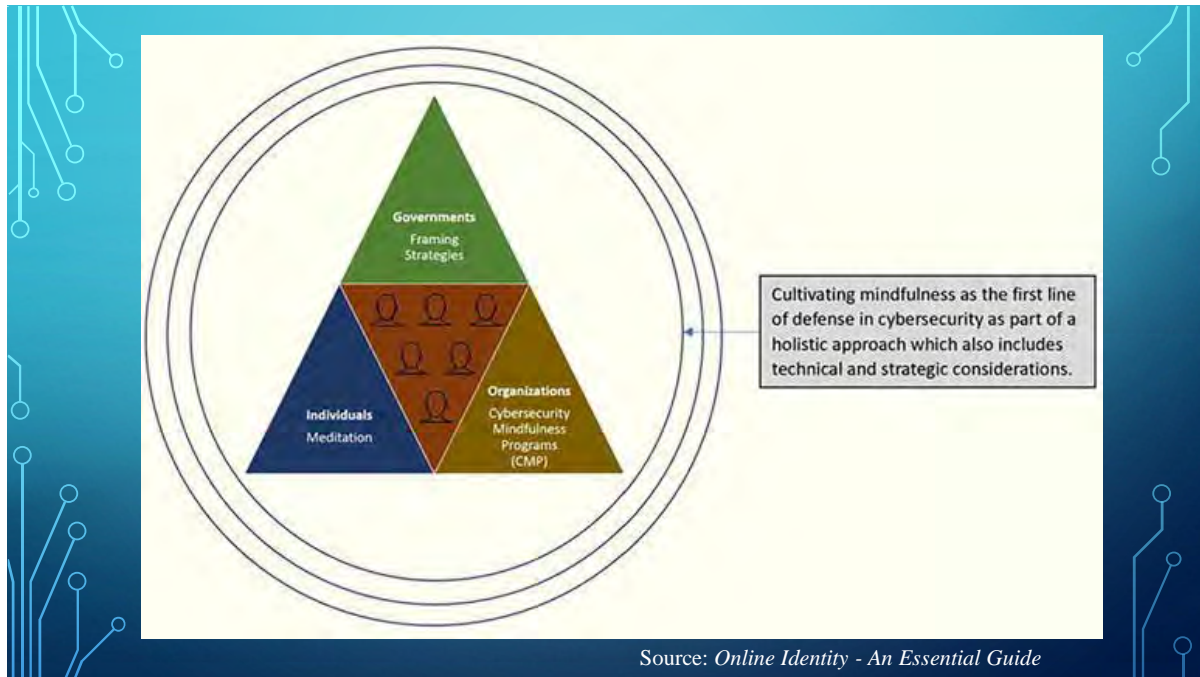 Governments
Framing
Strategies
Individuals
Meditation
Organizations
Cybersecurity
Mindfulness
Programs
(CMP)
Cultivating mindfulness as the first line
of defense in cybersecurity as part of a
holistic approach which also includes
technical and strategic considerations.
Source: Online Identity - An Essential Guide